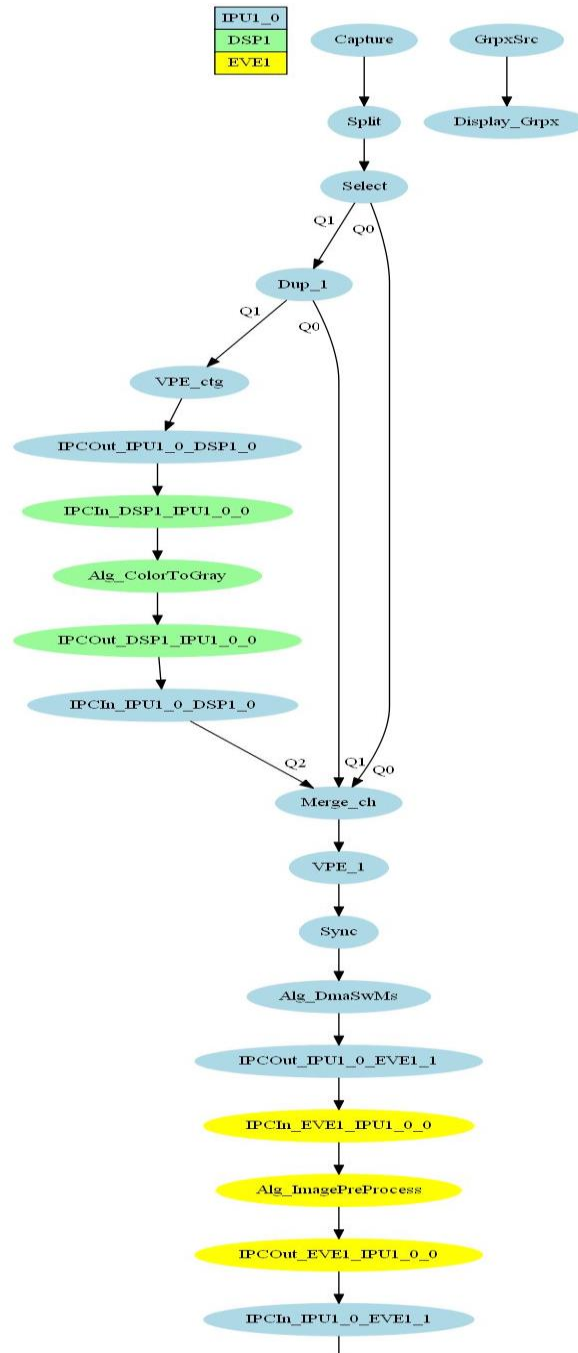 IPU1_0
DSP1
EVE1
Capture
GrpxSrc
Split
Display_Grpx
Select
Q1
Q0
Dup_1
Q1
Q0
VPE_ctg
IPCOut_IPU1_0_DSP1_0
IPCIn_DSP1_IPU1_0_0
Alg_ColorToGray
IPCOut_DSP1_IPU1_0_0
IPCIn_IPU1_0_DSP1_0
Q2
Q1
Q0
Merge_ch
VPE_1
Sync
Alg_DmaSwMs
IPCOut_IPU1_0_EVE1_1
IPCIn_EVE1_IPU1_0_0
Alg_ImagePreProcess
IPCOut_EVE1_IPU1_0_0
IPCIn_IPU1_0_EVE1_1